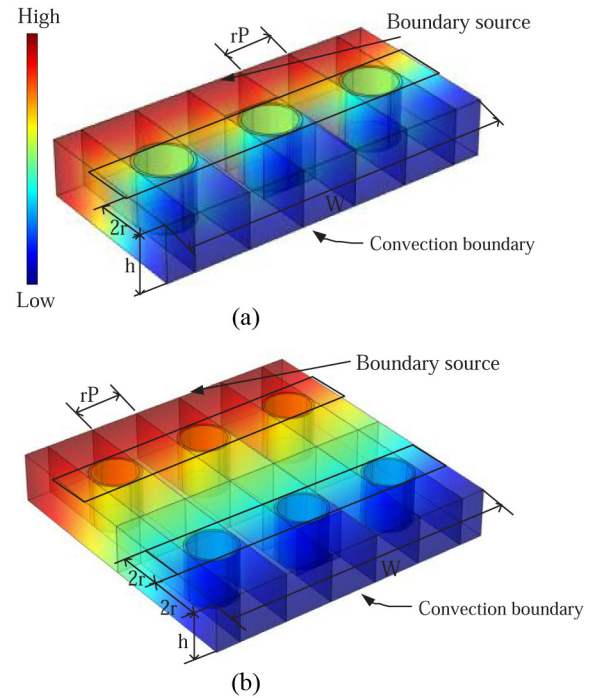 High
rP
Boundary source
W
2r
Convection boundary
h
Low
(a)
Boundary source
rP
2r
W
2r
Convection boundary
h
(b)